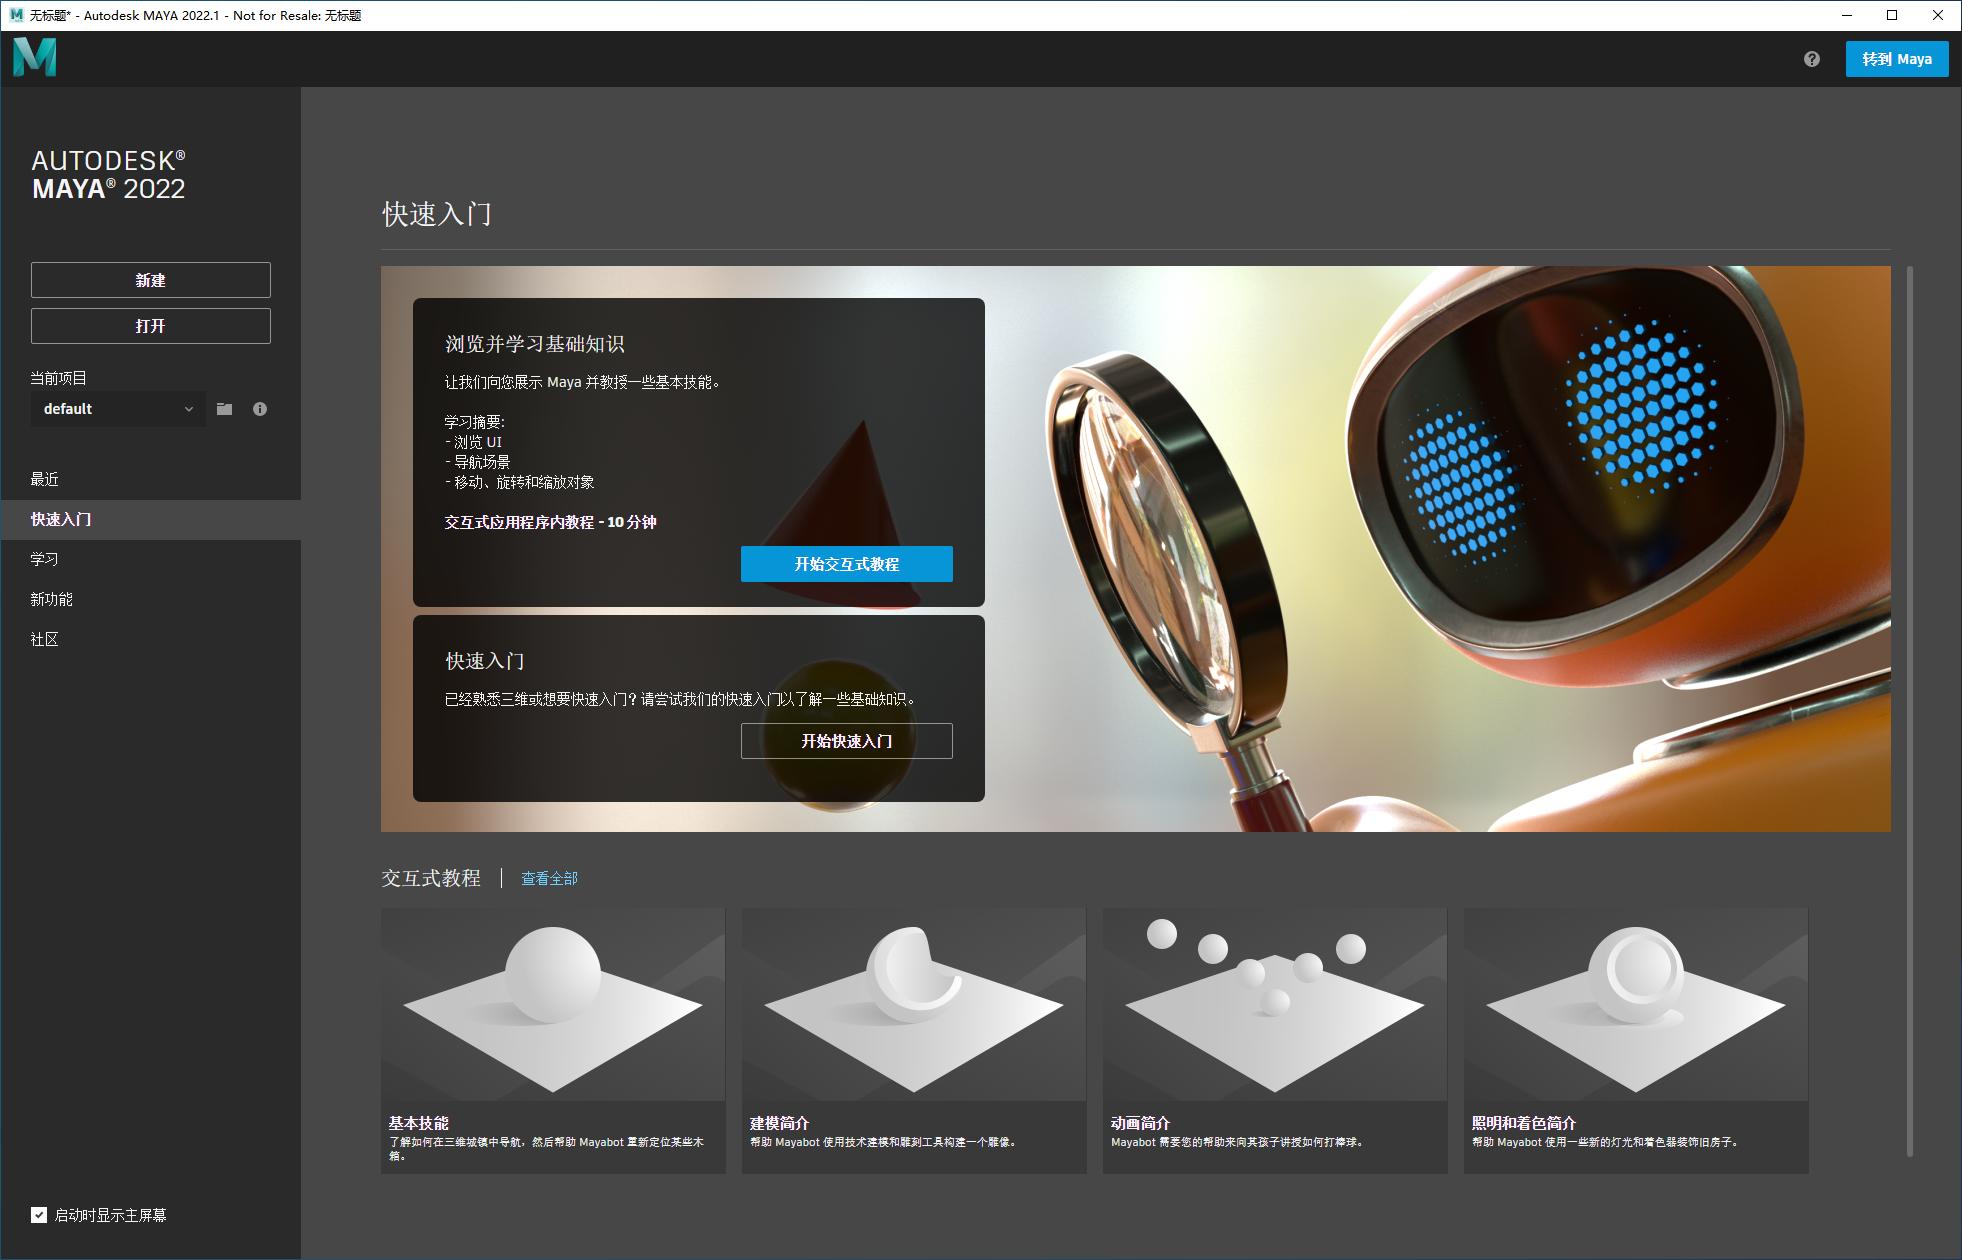 无标题* - Autodesk MAYA 2022.1 - Not for Resale: 无标题
转到 Maya
AUTODESK®
MAYA® 2022
新建
打开
当前项目
default
最近
快速入门
学习
新功能
社区
启动时显示主屏幕
快速入门
浏览并学习基础知识
让我们向您展示 Maya 并教授一些基本技能。
学习摘要:
- 浏览 UI
- 导航场景
- 移动、旋转和缩放对象
交互式应用程序内教程 - 10 分钟
开始交互式教程
快速入门
已经熟悉三维或想要快速入门？请尝试我们的快速入门以了解一些基础知识。
开始快速入门
交互式教程
查看全部
基本技能
了解如何在三维城镇中导航，然后帮助 Mayabot 重新定位某些木
箱。
建模简介
帮助 Mayabot 使用技术建模和雕刻工具构建一个雕像。
动画简介
Mayabot 需要您的帮助来向其孩子讲授如何打棒球。
照明和着色简介
帮助 Mayabot 使用一些新的灯光和着色器装饰旧房子。